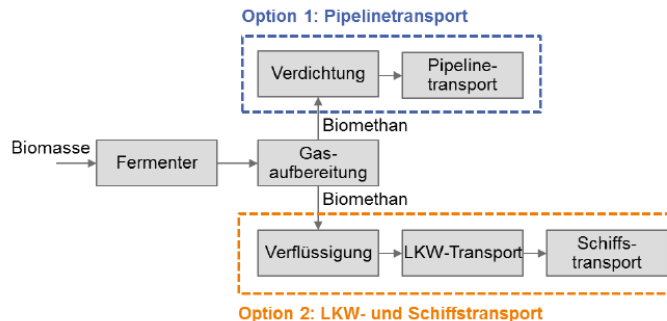 Option 1: Pipelinetransport
Verdichtung
Pipeline-
transport
Biomethan
Biomasse
Fermenter
Gas-
aufbereitung
Biomethan
Verflüssigung
LKW-Transport
Schiffs-
transport
Option 2: LKW- und Schiffstransport